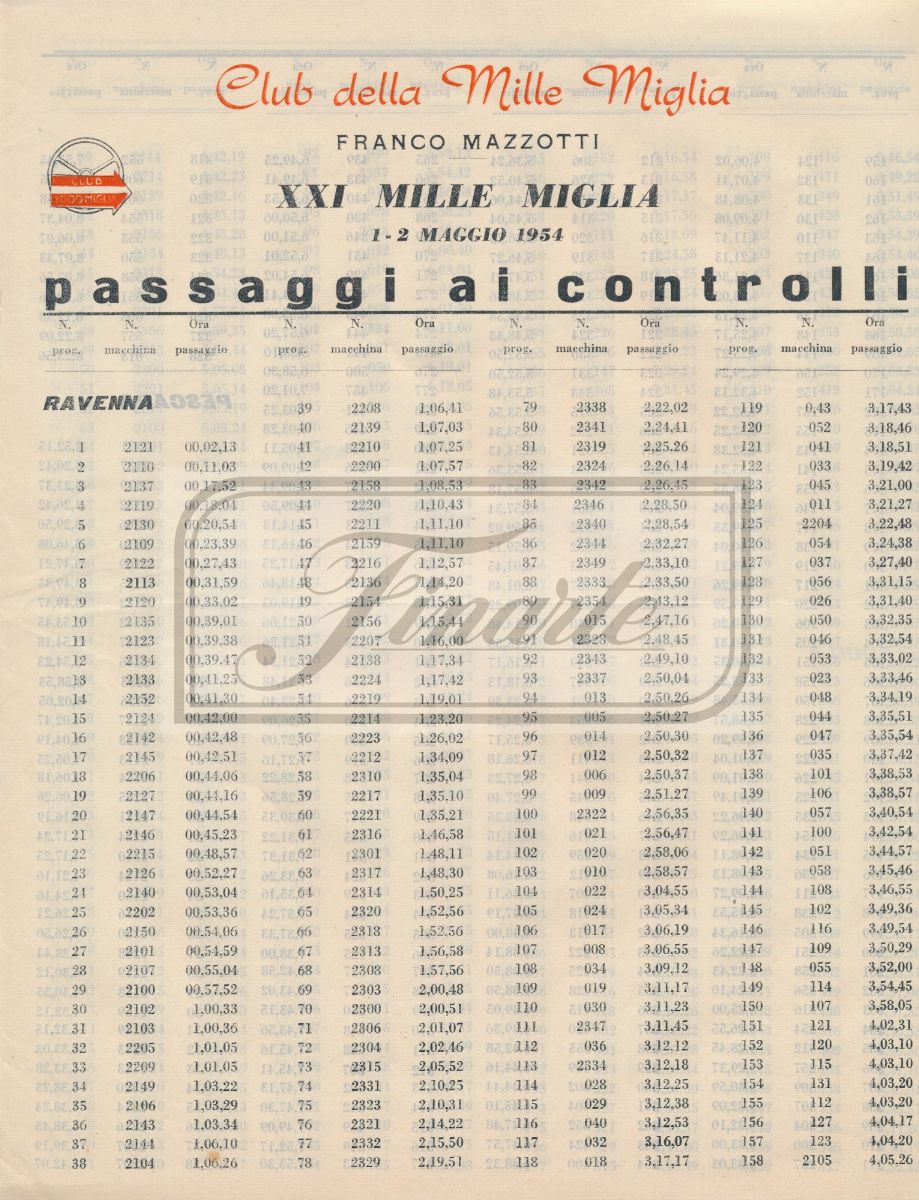 Club della Mille Miglia
FRANCO MAZZOTTI
CLUB
1000 MIGLIA
XXI MILLE MIGLIA
1 - 2 MAGGIO 1954
passaggi ai controlli
N. prog. N. macchina Ora passaggio
RAVENNA
1 2121 00,02,13
2 2110 00,11,03
3 2137 00,17,52
4 2119 00,18,04
5 2130 00,20,54
6 2109 00,23,39
7 2122 00,27,43
8 2113 00,31,59
9 2120 00,33,02
10 2135 00,39,01
11 2123 00,39,38
12 2134 00,39,47
13 2133 00,41,25
14 2152 00,41,30
15 2124 00,42,00
16 2142 00,42,48
17 2145 00,42,51
18 2206 00,44,06
19 2127 00,44,16
20 2147 00,44,54
21 2146 00,45,23
22 2215 00,48,57
23 2126 00,52,27
24 2140 00,53,04
25 2202 00,53,36
26 2150 00,54,06
27 2101 00,54,59
28 2107 00,55,04
29 2100 00,57,52
30 2102 1,00,33
31 2103 1,00,36
32 2205 1,01,05
33 2209 1,01,05
34 2149 1,03,22
35 2106 1,03,29
36 2143 1,03,34
37 2144 1,06,10
38 2104 1,06,26
N. prog. N. macchina Ora passaggio
39 2208 1,06,41
40 2139 1,07,03
41 2210 1,07,25
42 2200 1,07,57
43 2158 1,08,53
44 2220 1,10,43
45 2211 1,11,10
46 2159 1,11,10
47 2216 1,12,57
48 2136 1,14,20
49 2154 1,15,31
50 2156 1,15,44
51 2207 1,16,00
52 2138 1,17,34
53 2224 1,17,42
54 2219 1,19,01
55 2214 1,23,20
56 2223 1,26,02
57 2212 1,34,09
58 2310 1,35,04
59 2217 1,35,10
60 2221 1,35,21
61 2316 1,46,58
62 2301 1,48,11
63 2317 1,48,30
64 2314 1,50,25
65 2320 1,52,56
66 2318 1,52,56
67 2313 1,56,58
68 2308 1,57,56
69 2303 2,00,48
70 2300 2,00,51
71 2306 2,01,07
72 2304 2,02,46
73 2315 2,05,52
74 2331 2,10,25
75 2323 2,10,31
76 2321 2,14,22
77 2332 2,15,50
78 2329 2,19,51
N. prog. N. macchina Ora passaggio
79 2338 2,22,02
80 2341 2,24,41
81 2319 2,25,26
82 2324 2,26,14
83 2342 2,26,45
84 2346 2,28,50
85 2340 2,28,54
86 2344 2,32,27
87 2349 2,33,10
88 2333 2,33,50
89 2354 2,43,12
90 015 2,47,16
91 2328 2,48,45
92 2343 2,49,10
93 2337 2,50,04
94 013 2,50,26
95 005 2,50,27
96 014 2,50,30
97 012 2,50,32
98 006 2,50,37
99 009 2,51,27
100 2322 2,56,35
101 021 2,56,47
102 020 2,58,06
103 010 2,58,57
104 022 3,04,55
105 024 3,05,34
106 017 3,06,19
107 008 3,06,55
108 034 3,09,12
109 019 3,11,17
110 030 3,11,23
111 2347 3,11,45
112 036 3,12,12
113 2334 3,12,18
114 028 3,12,25
115 029 3,12,38
116 040 3,12,53
117 032 3,16,07
118 018 3,17,17
N. prog. N. macchina Ora passaggio
119 0,43 3,17,43
120 052 3,18,46
121 041 3,18,51
122 033 3,19,42
123 045 3,21,00
124 011 3,21,27
125 2204 3,22,48
126 054 3,24,38
127 037 3,27,40
128 056 3,31,15
129 026 3,31,40
130 050 3,32,35
131 046 3,32,54
132 053 3,33,02
133 023 3,33,46
134 048 3,34,19
135 044 3,35,51
136 047 3,35,54
137 035 3,37,42
138 101 3,38,53
139 106 3,38,57
140 057 3,40,54
141 100 3,42,54
142 051 3,44,57
143 058 3,45,46
144 108 3,46,55
145 102 3,49,36
146 116 3,49,54
147 109 3,50,29
148 055 3,52,00
149 114 3,54,45
150 107 3,58,05
151 121 4,02,31
152 120 4,03,10
153 115 4,03,10
154 131 4,03,20
155 112 4,03,20
156 127 4,04,17
157 123 4,04,20
158 2105 4,05,26
Finarte